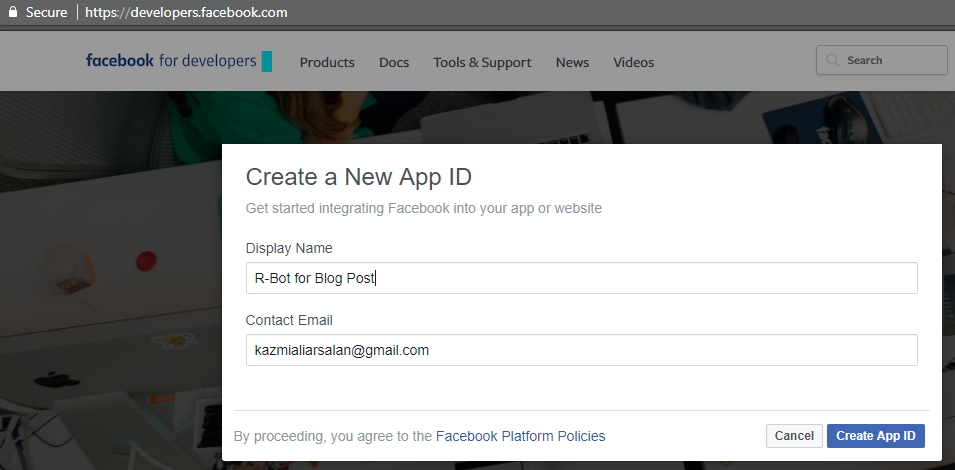 Secure https://developers.facebook.com
facebook for developers Products Docs Tools & Support News Videos Search
Create a New App ID
Get started integrating Facebook into your app or website
Display Name
R-Bot for Blog Post
Contact Email
kazmialiarsalan@gmail.com
By proceeding, you agree to the Facebook Platform Policies Cancel Create App ID